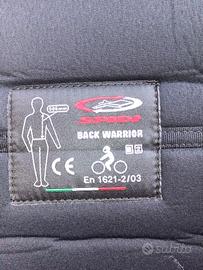 SPIDI
BACK WARRIOR
CE
En 1621-2/03
subito